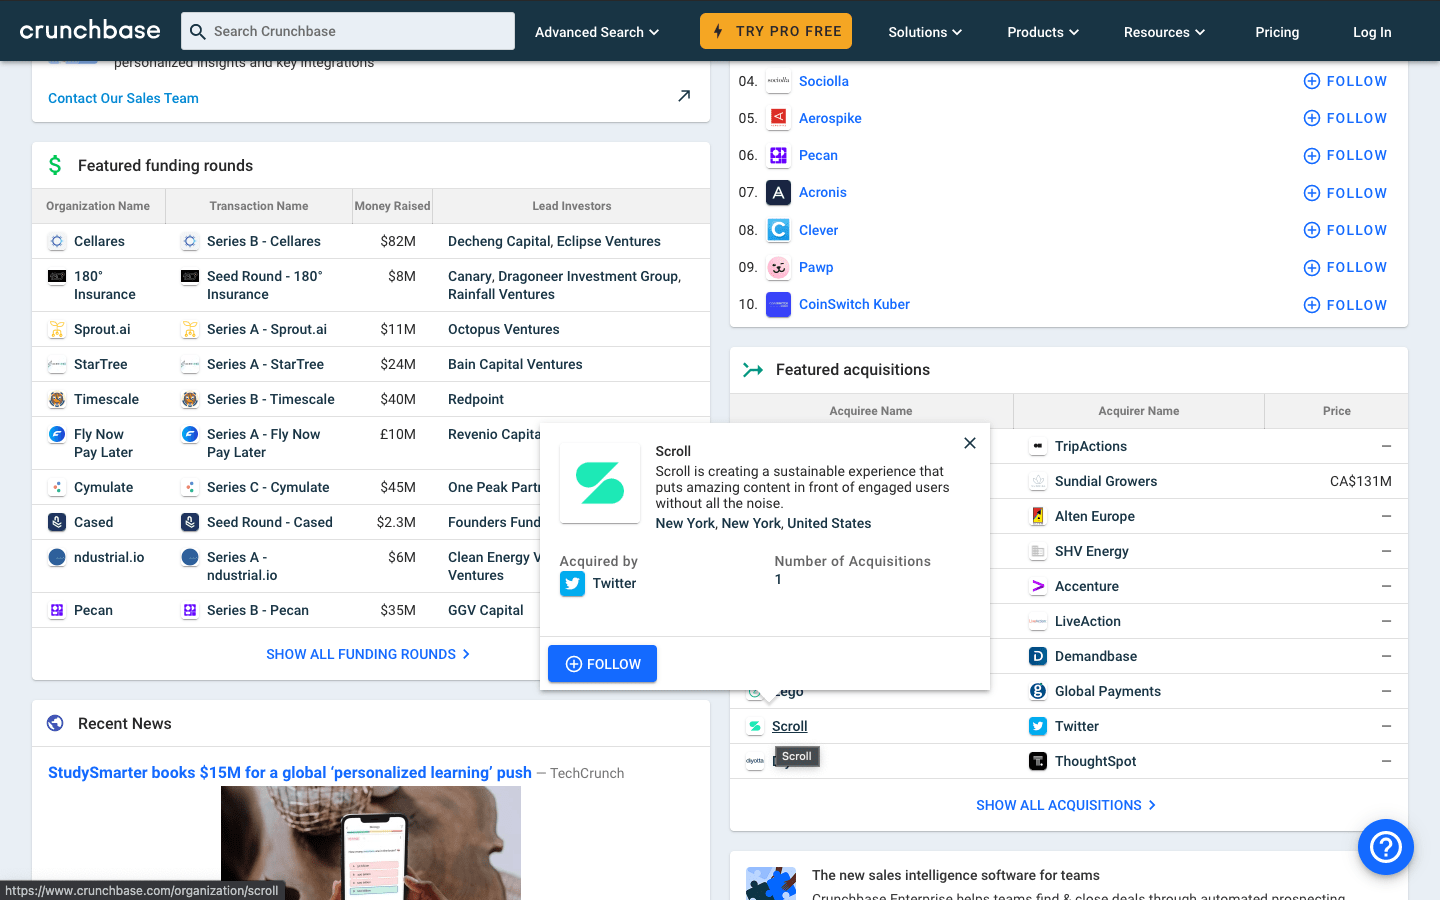 crunchbase
Search Crunchbase
Advanced Search
TRY PRO FREE
Solutions
Products
Resources
Pricing
Log In
personalized insights and key integrations
Contact Our Sales Team
Featured funding rounds
Organization Name Transaction Name Money Raised Lead Investors
Cellares Series B - Cellares $82M Decheng Capital, Eclipse Ventures
180° Seed Round - 180° $8M Canary, Dragoneer Investment Group,
Insurance Insurance Rainfall Ventures
Sprout.ai Series A - Sprout.ai $11M Octopus Ventures
StarTree Series A - StarTree $24M Bain Capital Ventures
Timescale Series B - Timescale $40M Redpoint
Fly Now Series A - Fly Now £10M Revenio Capita
Pay Later Pay Later
Cymulate Series C - Cymulate $45M One Peak Partn
Cased Seed Round - Cased $2.3M Founders Fund
ndustrial.io Series A - $6M Clean Energy V
ndustrial.io Ventures
Pecan Series B - Pecan $35M GGV Capital
SHOW ALL FUNDING ROUNDS
Recent News
StudySmarter books $15M for a global ‘personalized learning’ push — TechCrunch
https://www.crunchbase.com/organization/scroll
04. Sociolla FOLLOW
05. Aerospike FOLLOW
06. Pecan FOLLOW
07. Acronis FOLLOW
08. Clever FOLLOW
09. Pawp FOLLOW
10. CoinSwitch Kuber FOLLOW
Featured acquisitions
Acquiree Name Acquirer Name Price
TripActions —
Sundial Growers CA$131M
Alten Europe —
SHV Energy —
Accenture —
LiveAction —
Demandbase —
Zego Global Payments —
Scroll Twitter —
ThoughtSpot —
Scroll
SHOW ALL ACQUISITIONS
Scroll
Scroll is creating a sustainable experience that
puts amazing content in front of engaged users
without all the noise.
New York, New York, United States
Acquired by Number of Acquisitions
Twitter 1
FOLLOW
The new sales intelligence software for teams
Crunchbase Enterprise helps teams find & close deals through automated prospecting,